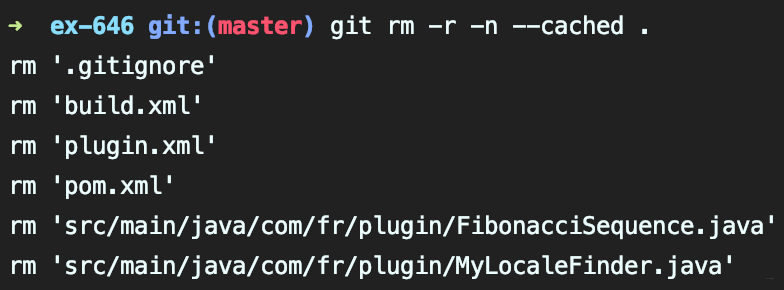 ➜ ex-646 git:(master) git rm -r -n --cached .
rm '.gitignore'
rm 'build.xml'
rm 'plugin.xml'
rm 'pom.xml'
rm 'src/main/java/com/fr/plugin/FibonacciSequence.java'
rm 'src/main/java/com/fr/plugin/MyLocaleFinder.java'